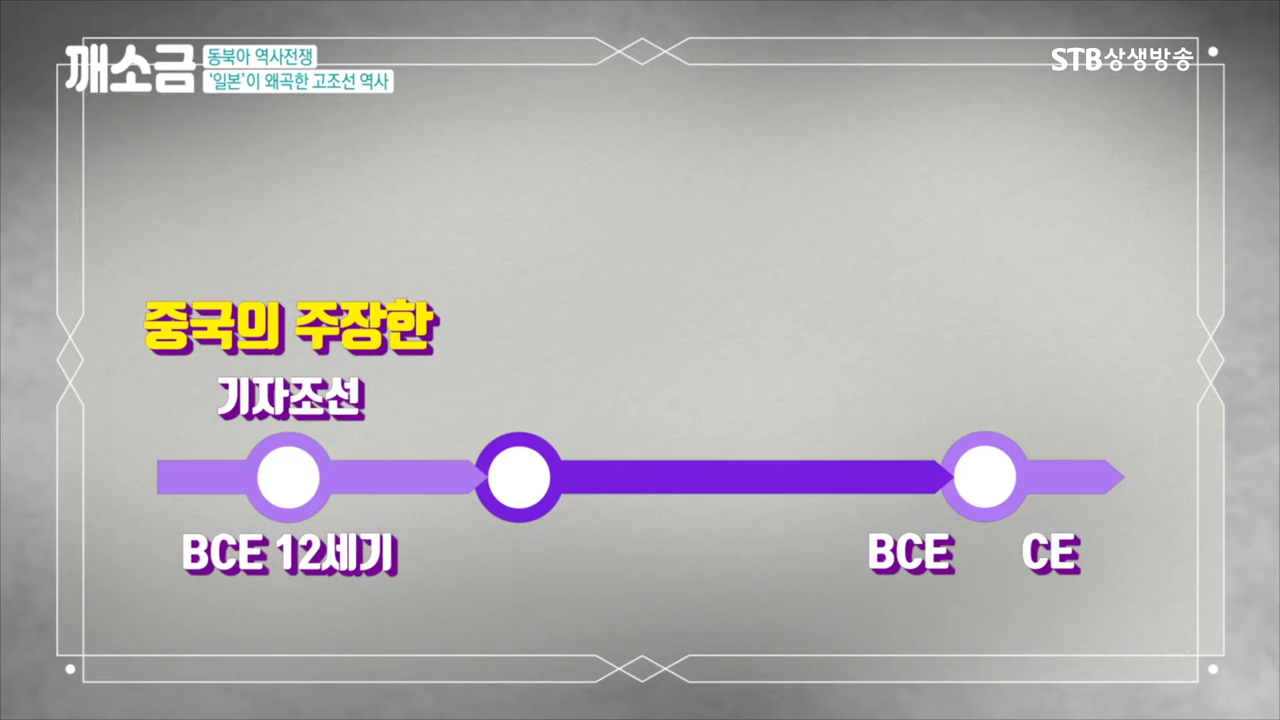 깨소금
동북아 역사전쟁
'일본'이 왜곡한 고조선 역사
STB상생방송
중국의 주장한
기자조선
BCE 12세기
BCE
CE